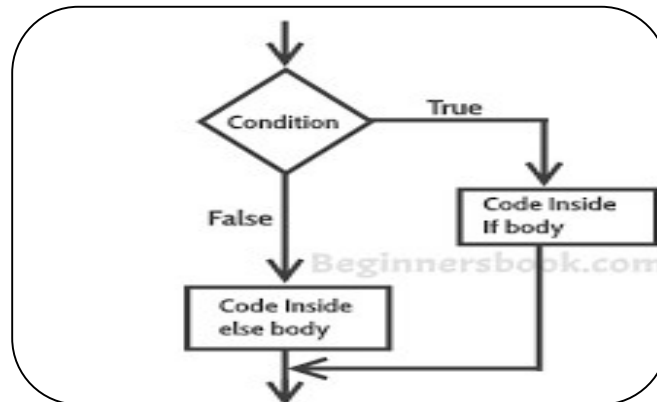 Condition
True
False
Code Inside
If body
Beginnersbook.com
Code Inside
else body